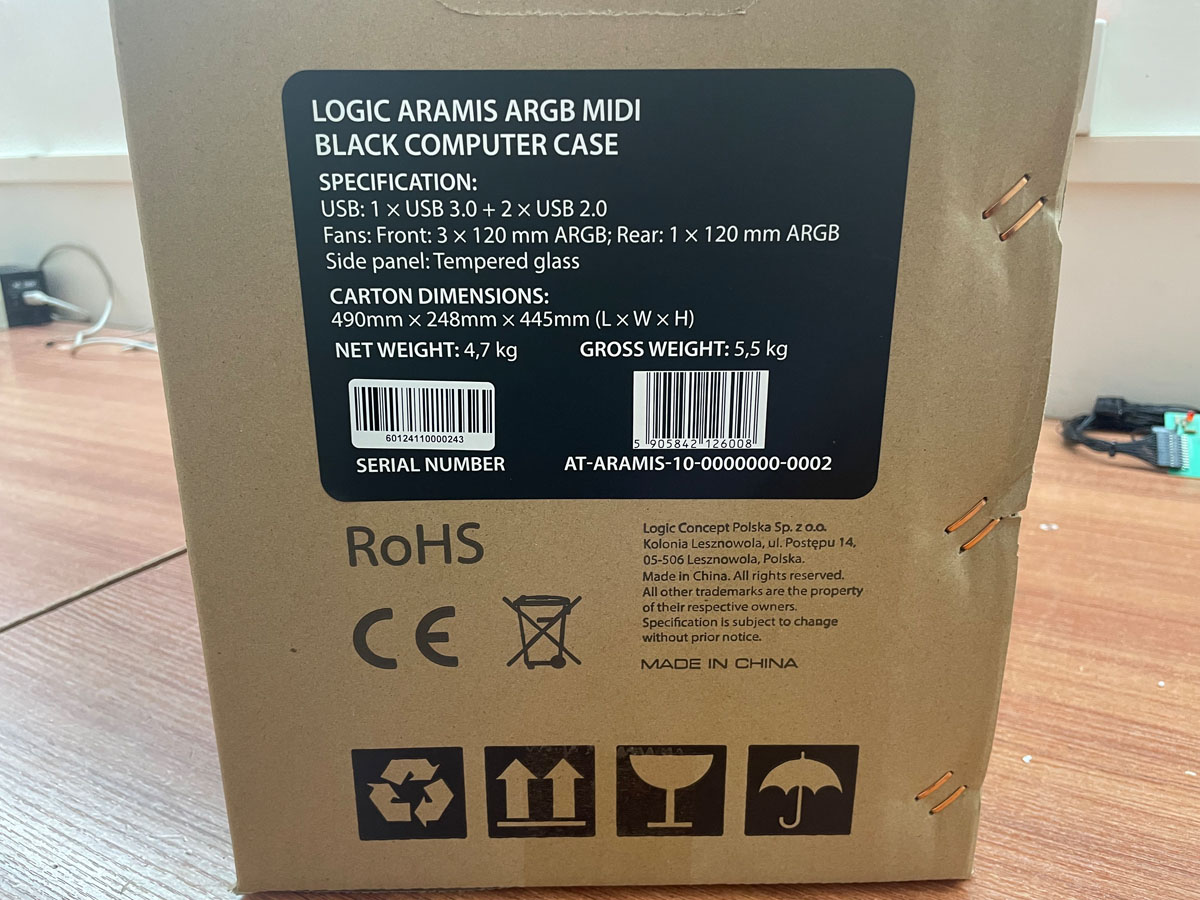 LOGIC ARAMIS ARGB MIDI
BLACK COMPUTER CASE
SPECIFICATION:
USB: 1 × USB 3.0 + 2 × USB 2.0
Fans: Front: 3 × 120 mm ARGB; Rear: 1 × 120 mm ARGB
Side panel: Tempered glass
CARTON DIMENSIONS:
490mm × 248mm × 445mm (L × W × H)
NET WEIGHT: 4,7 kg
GROSS WEIGHT: 5,5 kg
60124110000243
SERIAL NUMBER
5 905842 126008
AT-ARAMIS-10-0000000-0002
RoHS
CE
Logic Concept Polska Sp. z o.o.
Kolonia Lesznowola, ul. Postępu 14,
05-506 Lesznowola, Polska.
Made in China. All rights reserved.
All other trademarks are the property
of their respective owners.
Specification is subject to change
without prior notice.
MADE IN CHINA